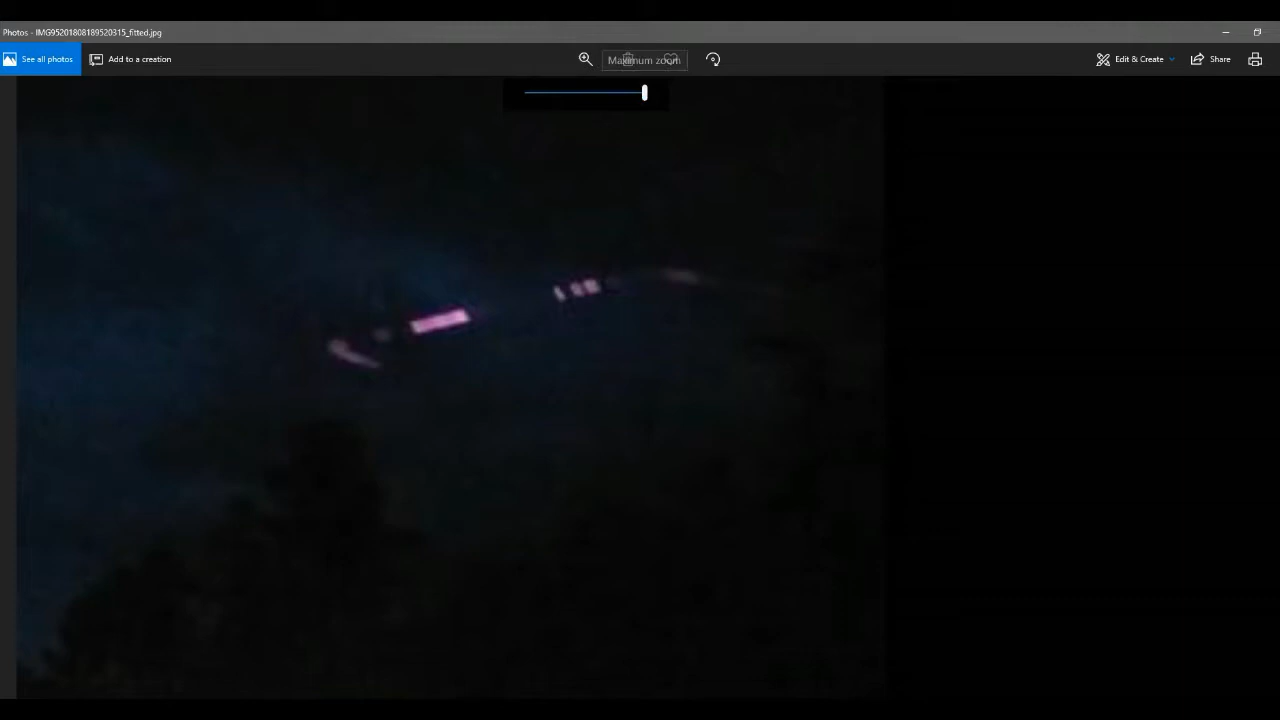 Photos - IMG95201808189520315_fitted.jpg
See all photos
Add to a creation
Maximum zoom
Edit & Create
Share